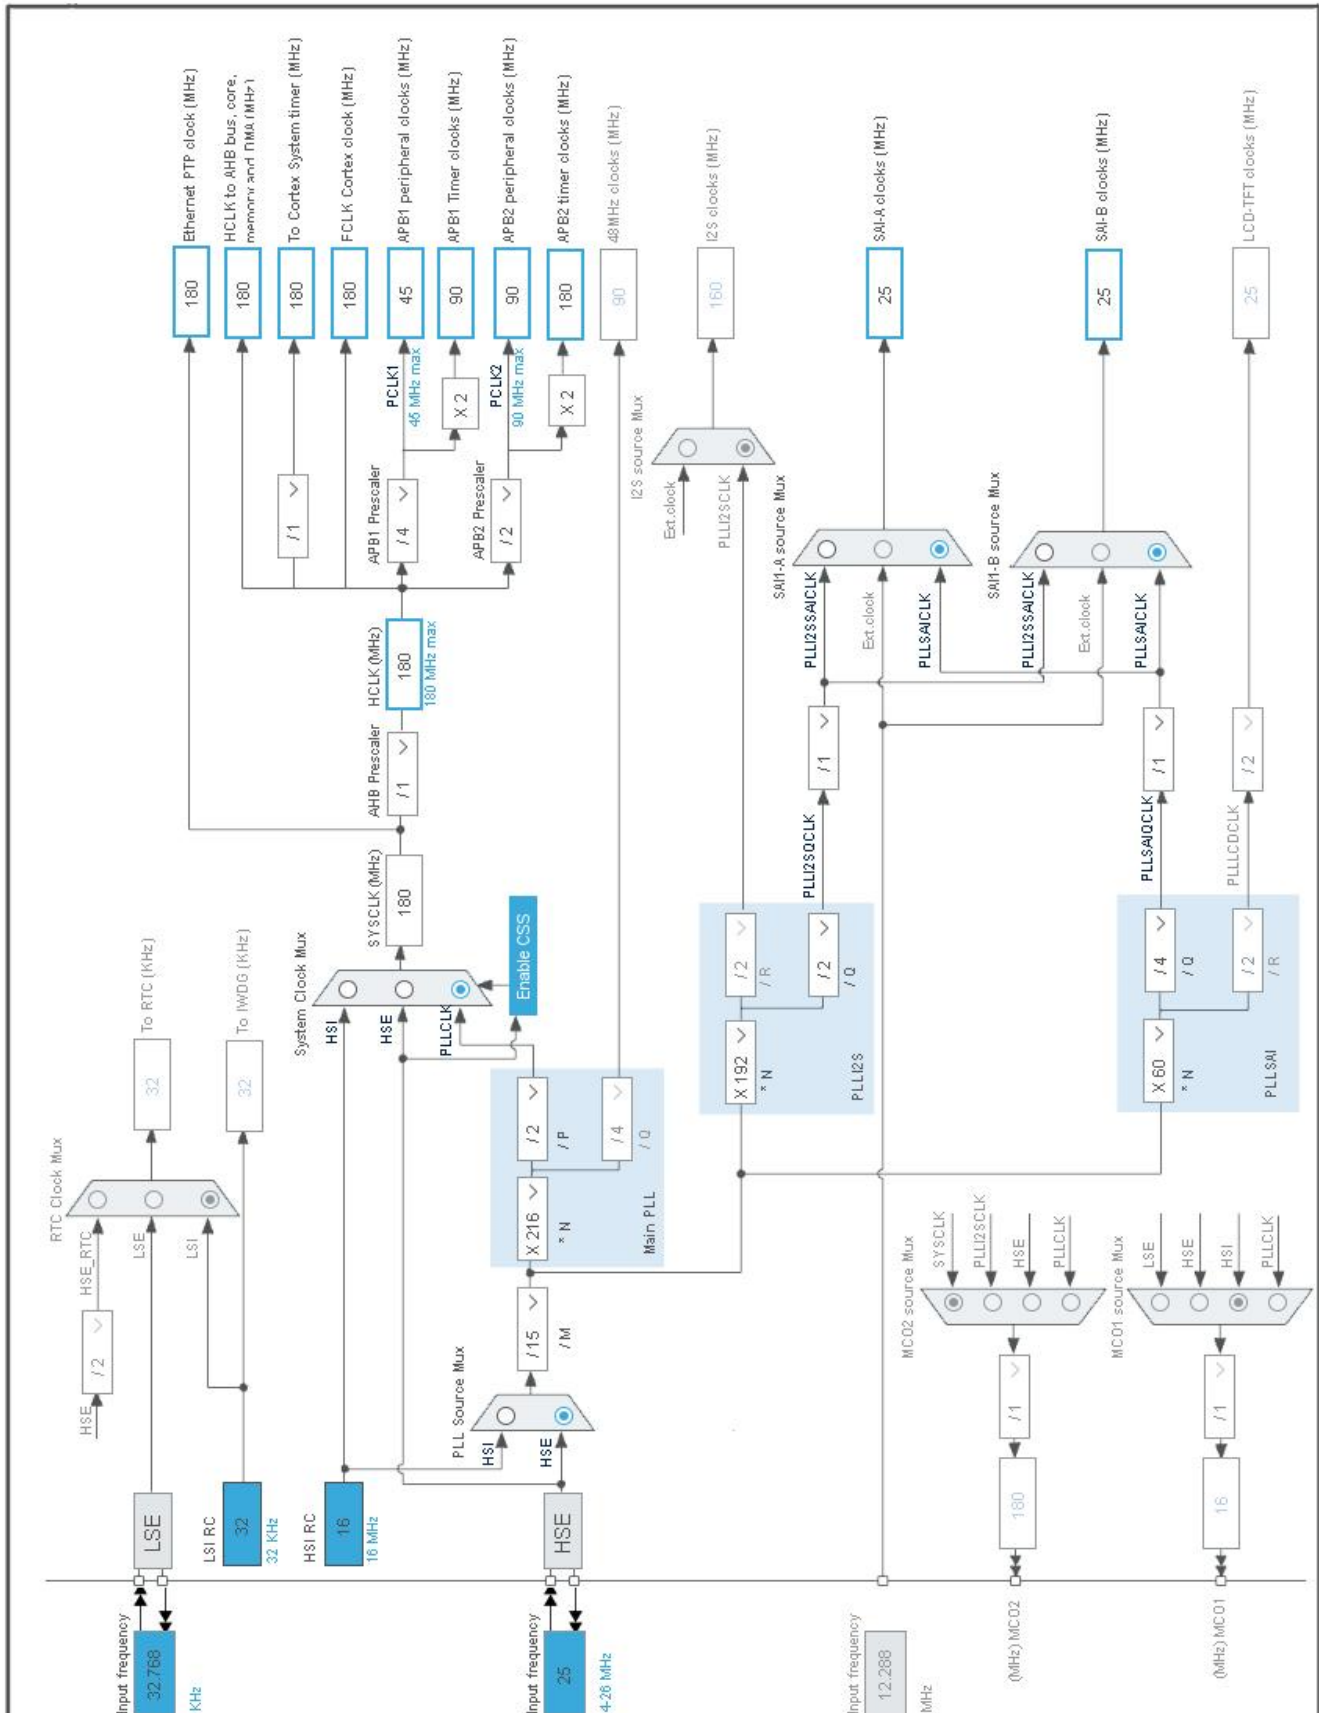 Input frequency
32.768
KHz
LSE
LSI RC
32
32 KHz
HSI RC
16
16 MHz
Input frequency
25
4-26 MHz
HSE
Input frequency
12.288
MHz
HSE
/ 2
HSE_RTC
LSE
LSI
RTC Clock Mux
32
To RTC (KHz)
32
To IWDG (KHz)
PLL Source Mux
HSI
HSE
/ 15
/ M
X 216
* N
/ 2
/ P
/ 4
/ Q
Main PLL
System Clock Mux
HSI
HSE
PLLCLK
Enable CSS
SYSCLK (MHz)
180
AHB Prescaler
/ 1
HCLK (MHz)
180
180 MHz max
/ 1
APB1 Prescaler
/ 4
PCLK1
45 MHz max
X 2
APB2 Prescaler
/ 2
PCLK2
90 MHz max
X 2
180
Ethernet PTP clock (MHz)
180
HCLK to AHB bus, core,
memory and DMA (MHz)
180
To Cortex System timer (MHz)
180
FCLK Cortex clock (MHz)
45
APB1 peripheral clocks (MHz)
90
APB1 Timer clocks (MHz)
90
APB2 peripheral clocks (MHz)
180
APB2 timer clocks (MHz)
90
48MHz clocks (MHz)
X 192
* N
/ 2
/ R
/ 2
/ Q
PLLI2S
PLLI2SQCLK
/ 1
I2S source Mux
Ext.clock
PLLI2SCLK
160
I2S clocks (MHz)
SAI1-A source Mux
PLLI2SSAICLK
Ext.clock
PLLSAICLK
25
SAI-A clocks (MHz)
SAI1-B source Mux
PLLI2SSAICLK
Ext.clock
PLLSAICLK
25
SAI-B clocks (MHz)
X 60
* N
/ 4
/ Q
/ 2
/ R
PLLSAI
PLLSAIQCLK
/ 1
PLLLCDCLK
/ 2
25
LCD-TFT clocks (MHz)
MCO2 source Mux
SYSCLK
PLLI2SCLK
HSE
PLLCLK
/ 1
180
(MHz) MCO2
MCO1 source Mux
LSE
HSE
HSI
PLLCLK
/ 1
16
(MHz) MCO1